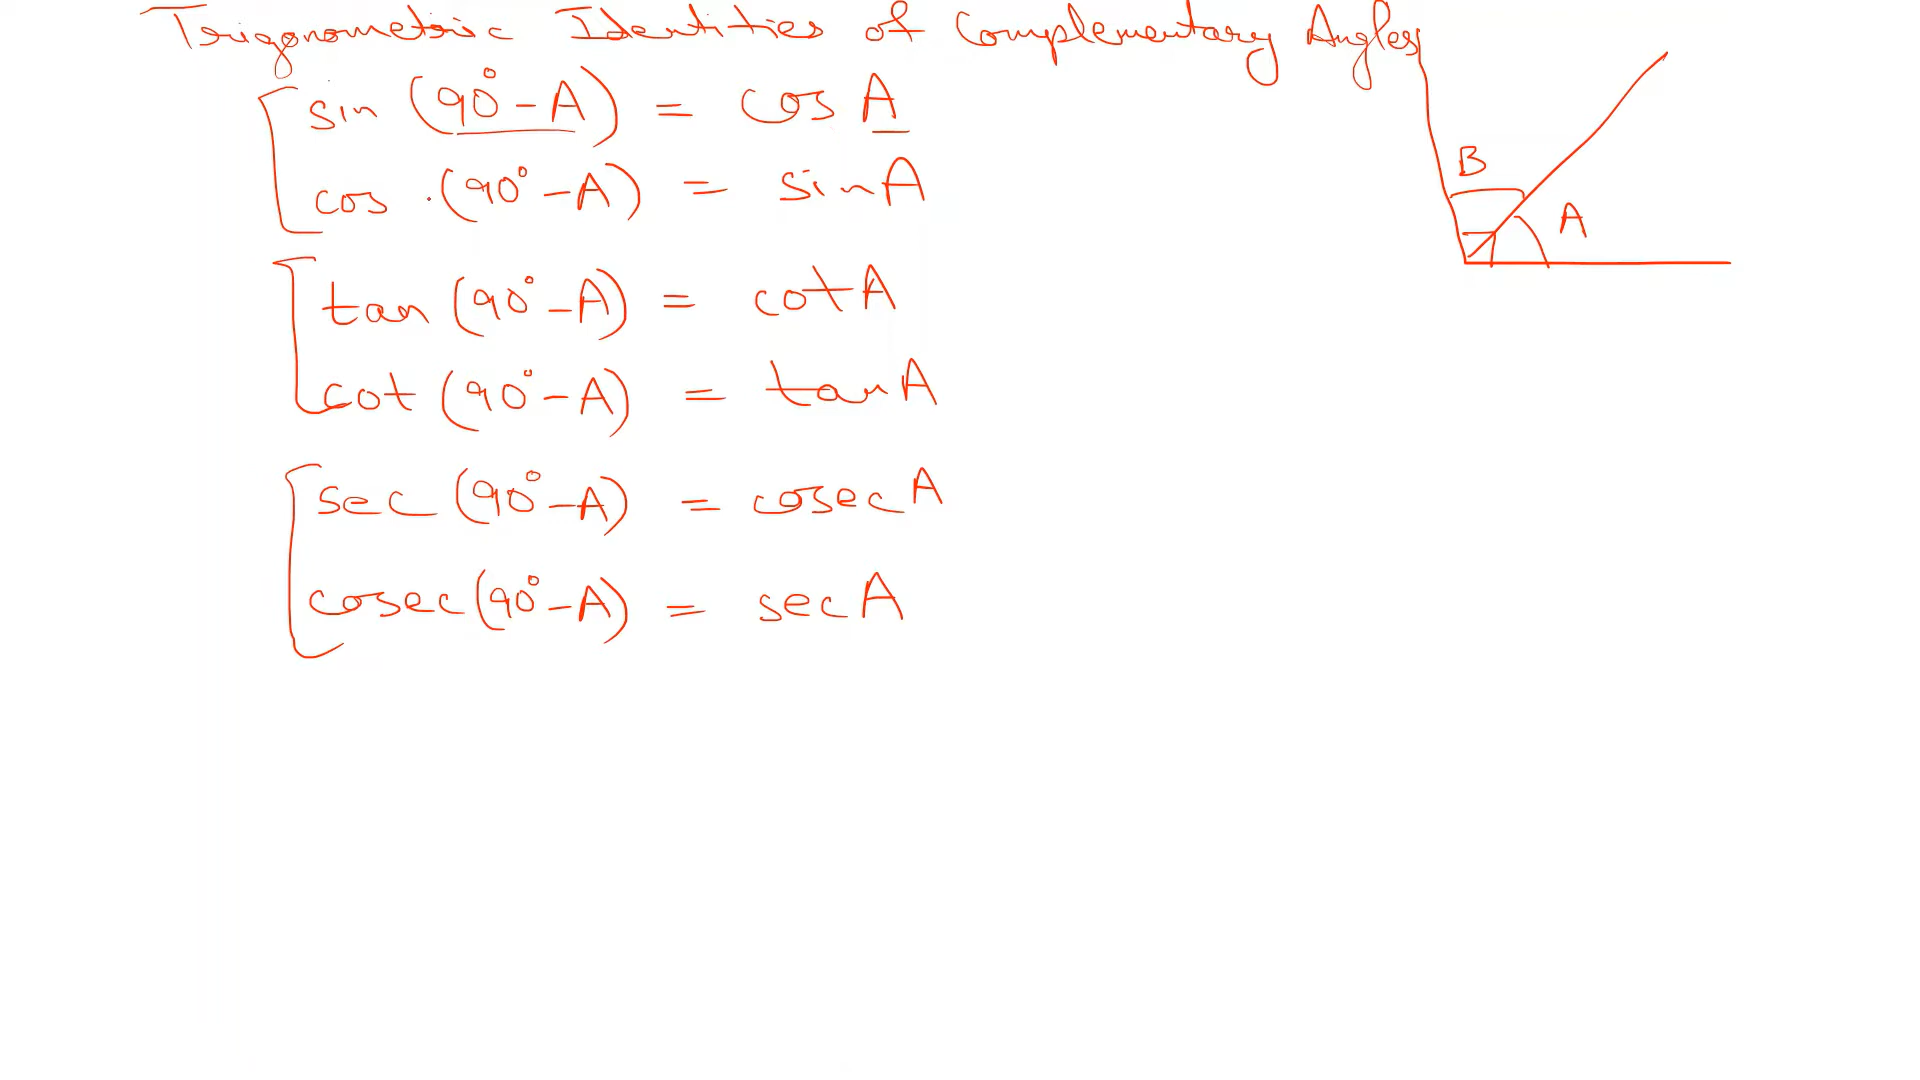 Trigonometric Identities of Complementary Angles
sin (90° - A) = cos A
cos . (90° - A) = sin A
tan (90° - A) = cot A
cot (90° - A) = tan A
sec (90° - A) = cosec A
cosec (90° - A) = sec A
B
A